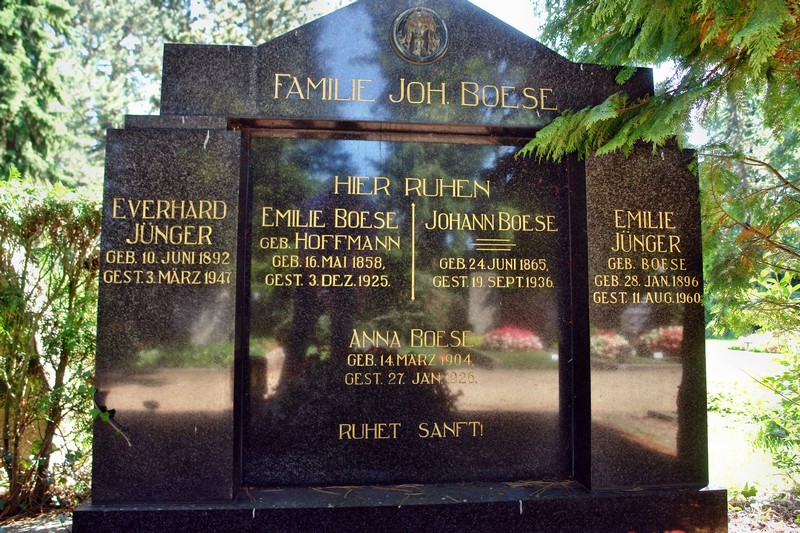 FAMILIE JOH. BOESE
EVERHARD
JÜNGER
GEB. 10. JUNI 1892
GEST. 3. MÄRZ 1947
HIER RUHEN
EMILIE BOESE
GEB. HOFFMANN
GEB. 16. MAI 1858,
GEST. 3. DEZ. 1925.
JOHANN BOESE
GEB. 24. JUNI 1865,
GEST. 19. SEPT. 1936.
ANNA BOESE
GEB. 14. MÄRZ 1904,
GEST. 27. JAN.
RUHET SANFT!
EMILIE
JÜNGER
GEB. BOESE
GEB. 28. JAN. 1896
GEST. 11. AUG. 1960.